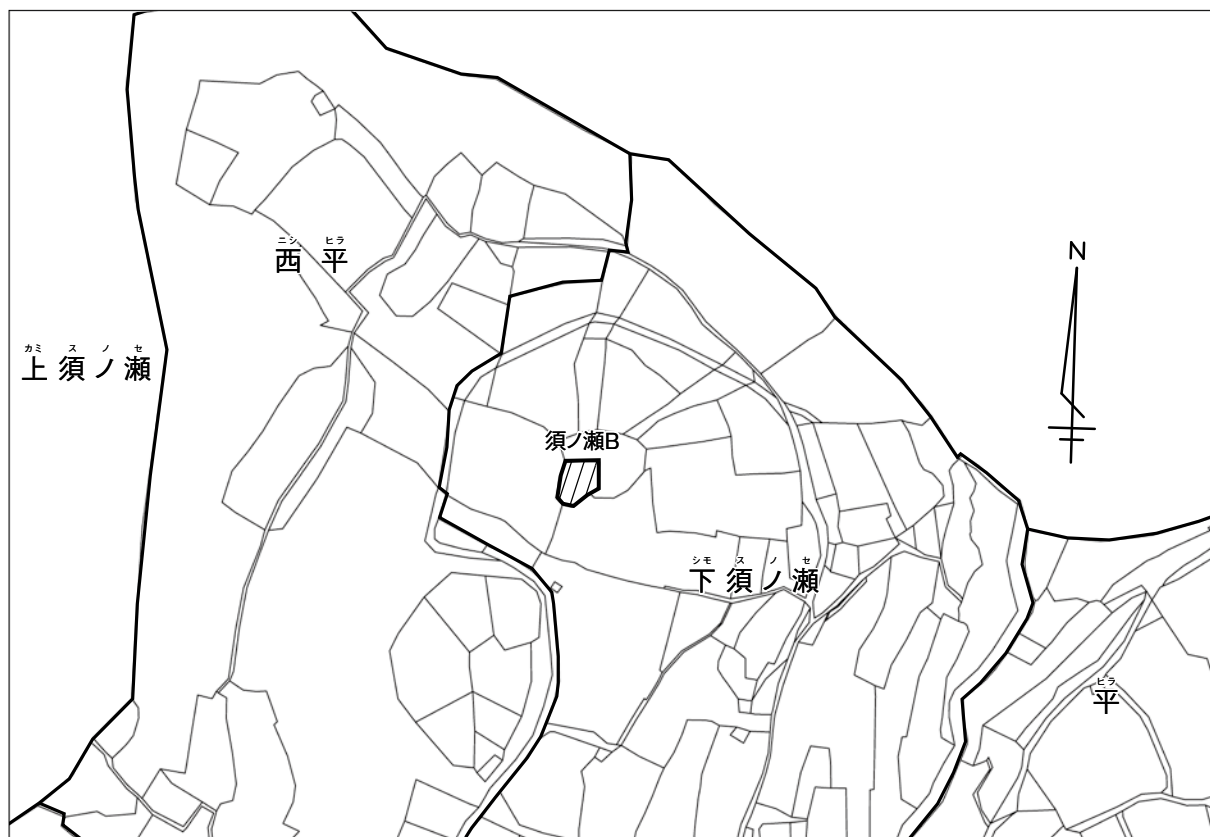 N
ニシ ヒラ
西 平
カミ ス ノ セ
上 須 ノ 瀬
須ノ瀬B
シモ ス ノ セ
下 須 ノ 瀬
ヒラ
平